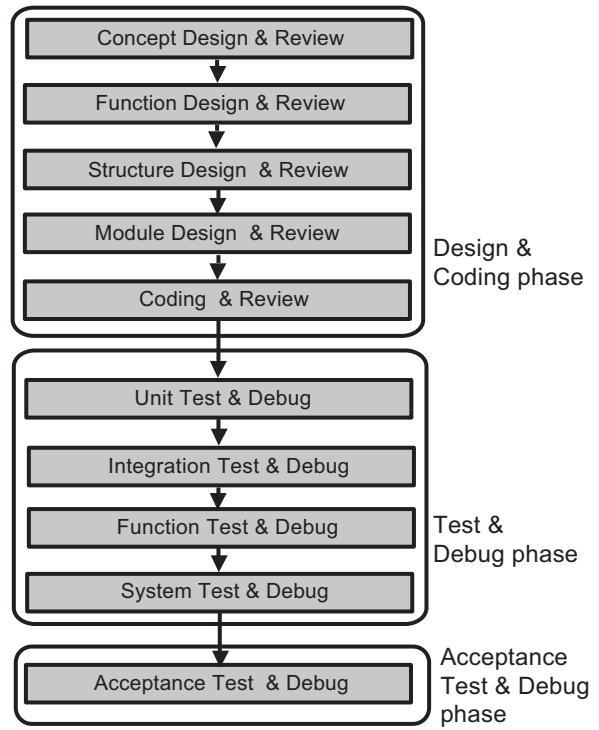 Concept Design & Review
Function Design & Review
Structure Design & Review
Module Design & Review
Coding & Review
Design &
Coding phase
Unit Test & Debug
Integration Test & Debug
Function Test & Debug
System Test & Debug
Test &
Debug phase
Acceptance Test & Debug
Acceptance
Test & Debug
phase